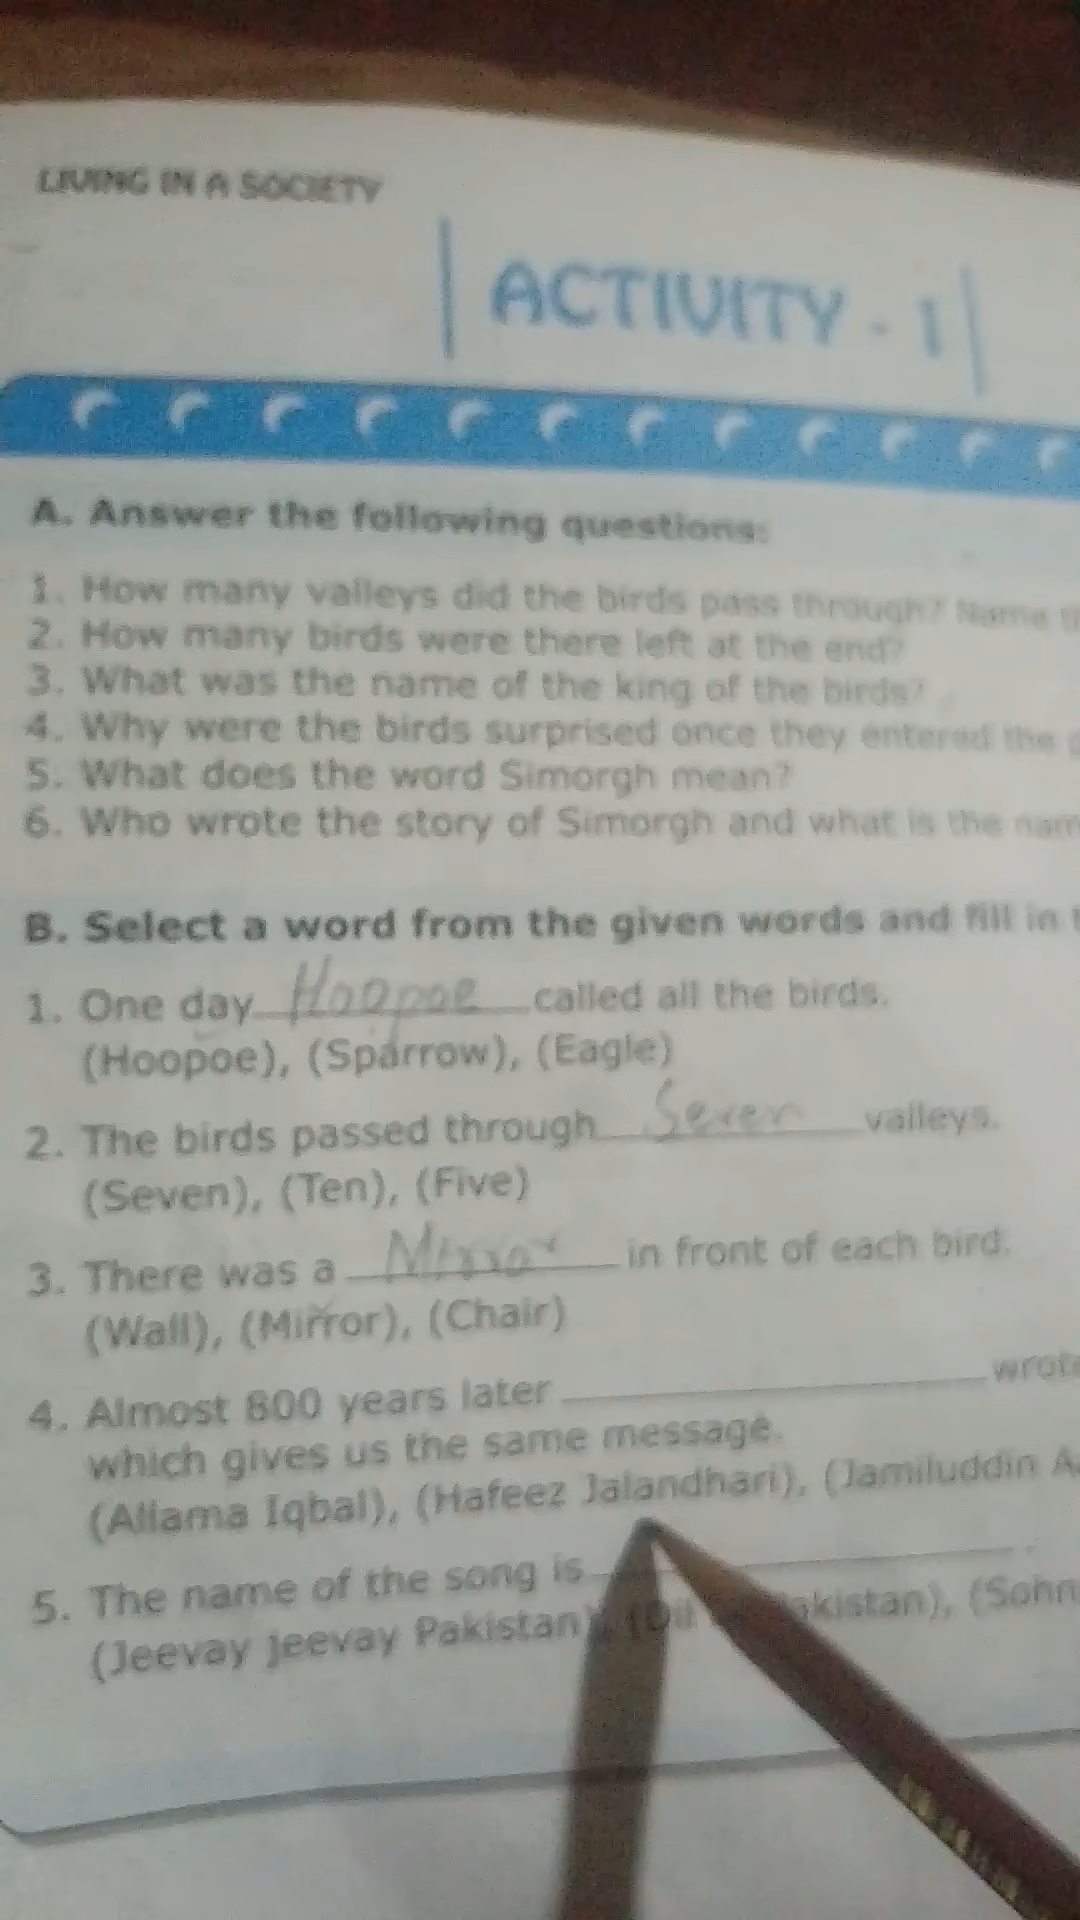 LIVING IN A SOCIETY
ACTIVITY - 1
A. Answer the following questions:
1. How many valleys did the birds pass through? Name
2. How many birds were there left at the end?
3. What was the name of the king of the birds?
4. Why were the birds surprised once they entered the
5. What does the word Simorgh mean?
6. Who wrote the story of Simorgh and what is the
B. Select a word from the given words and fill in
1. One day Hoopoe called all the birds.
(Hoopoe), (Sparrow), (Eagle)
2. The birds passed through Seven valleys.
(Seven), (Ten), (Five)
3. There was a Mirror in front of each bird.
(Wall), (Mirror), (Chair)
4. Almost 800 years later ________ wrote
which gives us the same message.
(Allama Iqbal), (Hafeez Jalandhari), (Jamiluddin
5. The name of the song is ________.
(Jeevay jeevay Pakistan), (Dil